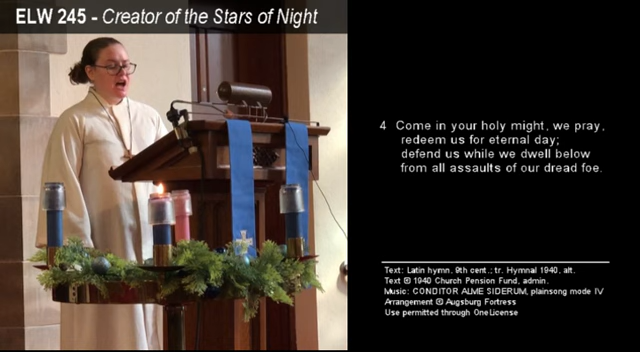 ELW 245 - Creator of the Stars of Night
4 Come in your holy might, we pray,
redeem us for eternal day;
defend us while we dwell below
from all assaults of our dread foe.
Text: Latin hymn, 9th cent.; tr. Hymnal 1940, alt.
Text © 1940 Church Pension Fund, admin.
Music: CONDITOR ALME SIDERUM, plainsong mode IV
Arrangement © Augsburg Fortress
Use permitted through OneLicense